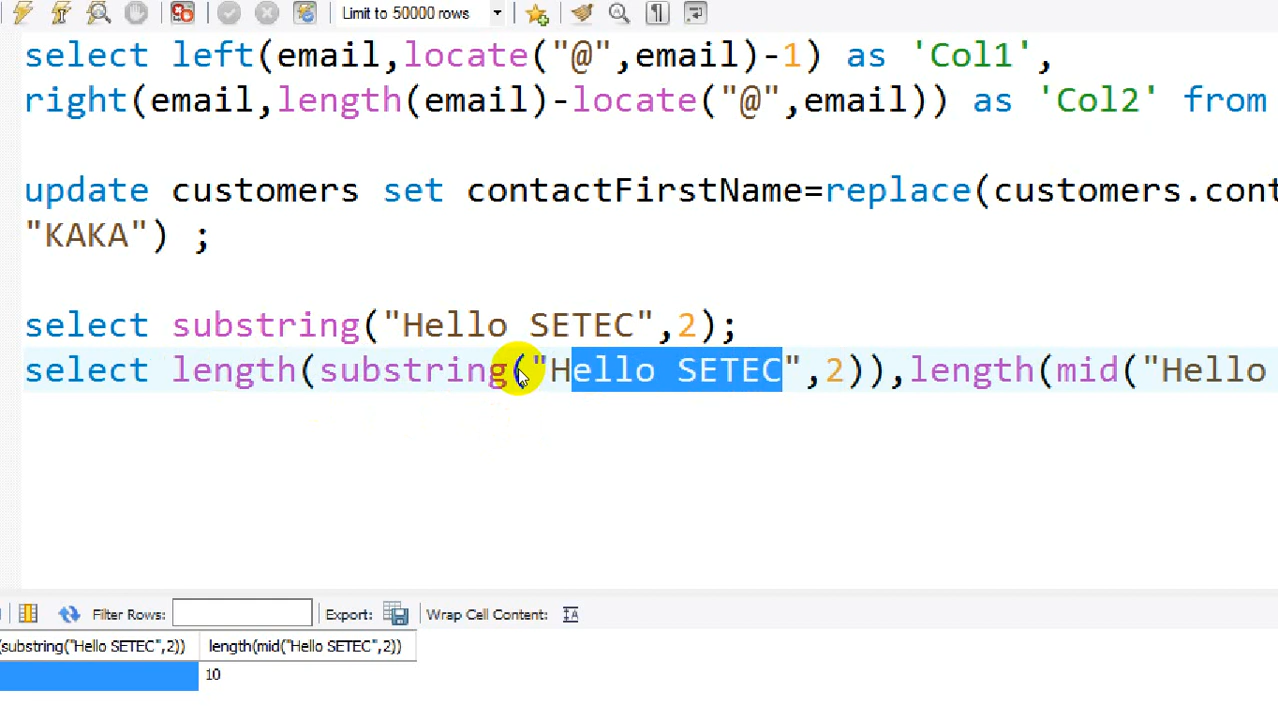 Limit to 50000 rows
select left(email,locate("@",email)-1) as 'Col1',
right(email,length(email)-locate("@",email)) as 'Col2' from
update customers set contactFirstName=replace(customers.cont
"KAKA") ;
select substring("Hello SETEC",2);
select length(substring("Hello SETEC",2)),length(mid("Hello
Filter Rows: Export: Wrap Cell Content: IA
(substring("Hello SETEC",2)) length(mid("Hello SETEC",2))
10